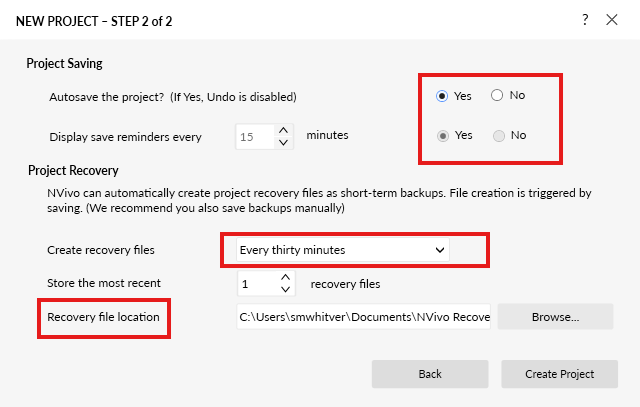 NEW PROJECT – STEP 2 of 2 ?
Project Saving
Autosave the project? (If Yes, Undo is disabled) Yes No
Display save reminders every 15 minutes Yes No
Project Recovery
NVivo can automatically create project recovery files as short-term backups. File creation is triggered by
saving. (We recommend you also save backups manually)
Create recovery files Every thirty minutes
Store the most recent 1 recovery files
Recovery file location C:\Users\smwhitver\Documents\NVivo Recove Browse...
Back Create Project